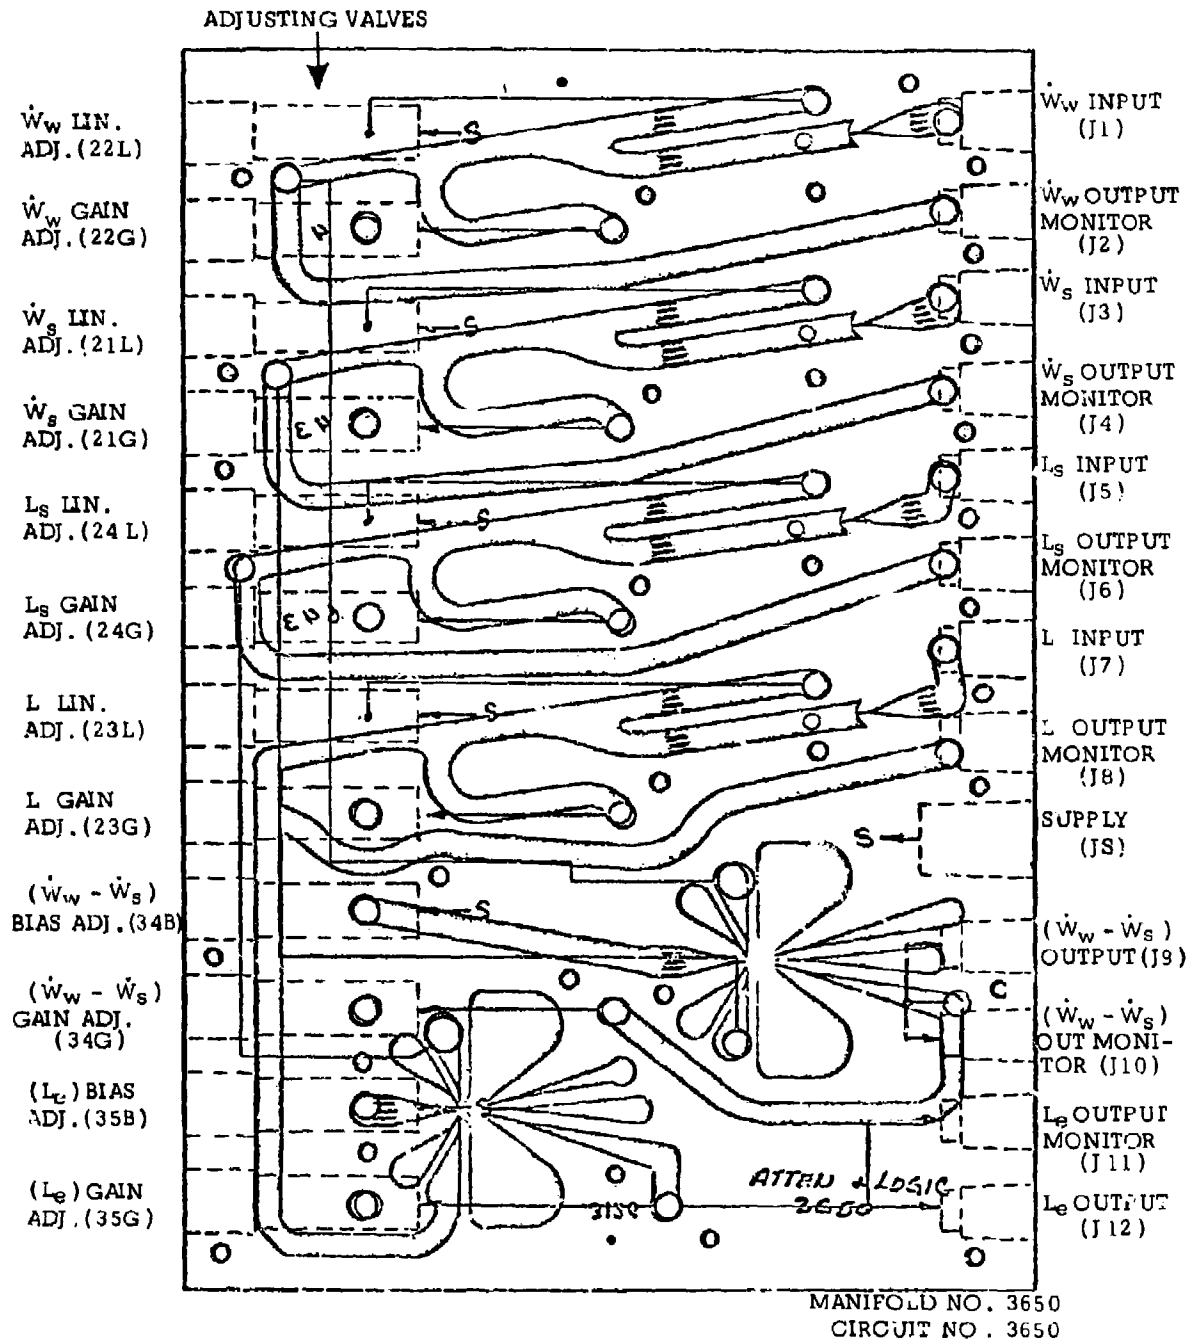 ADJUSTING VALVES
Ẇw LIN.
ADJ.(22L)
Ẇw GAIN
ADJ.(22G)
Ẇs LIN.
ADJ.(21L)
Ẇs GAIN
ADJ.(21G)
Ls LIN.
ADJ.(24L)
Ls GAIN
ADJ.(24G)
L LIN.
ADJ.(23L)
L GAIN
ADJ.(23G)
(Ẇw - Ẇs)
BIAS ADJ.(34B)
(Ẇw - Ẇs)
GAIN ADJ.
(34G)
(Le) BIAS
ADJ.(35B)
(Le) GAIN
ADJ.(35G)
S
S
S
S
S
S
Ẇw INPUT
(J1)
Ẇw OUTPUT
MONITOR
(J2)
Ẇs INPUT
(J3)
Ẇs OUTPUT
MONITOR
(J4)
Ls INPUT
(J5)
Ls OUTPUT
MONITOR
(J6)
L INPUT
(J7)
L OUTPUT
MONITOR
(J8)
SUPPLY
(JS)
(Ẇw - Ẇs)
OUTPUT (J9)
(Ẇw - Ẇs)
OUT MONI-
TOR (J10)
Le OUTPUT
MONITOR
(J11)
Le OUTPUT
(J12)
ATTEN + LOGIC
MANIFOLD NO. 3650
CIRCUIT NO. 3650